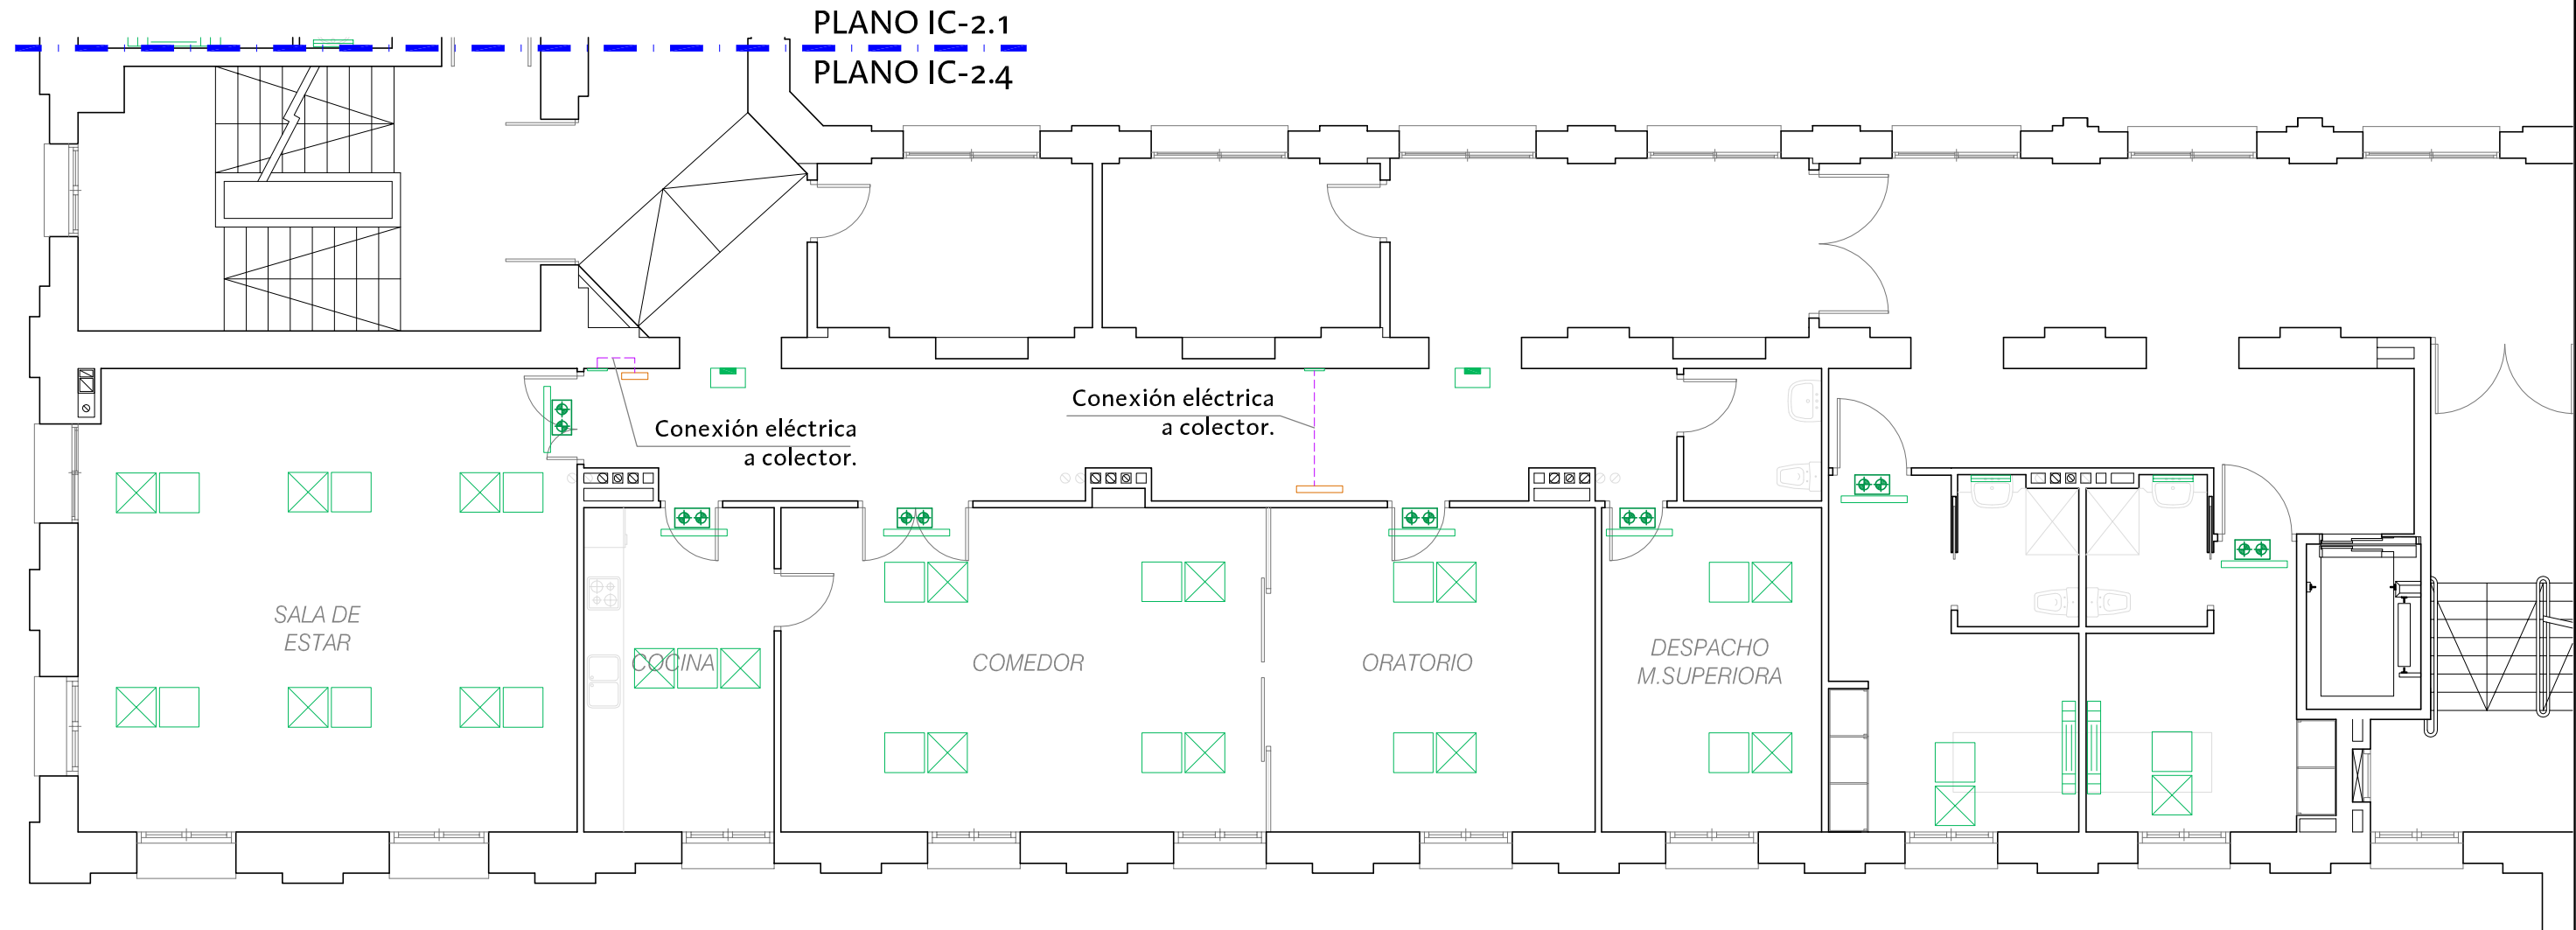 PLANO IC-2.1
PLANO IC-2.4
Conexión eléctrica
a colector.
Conexión eléctrica
a colector.
SALA DE
ESTAR
COCINA
COMEDOR
ORATORIO
DESPACHO
M.SUPERIORA